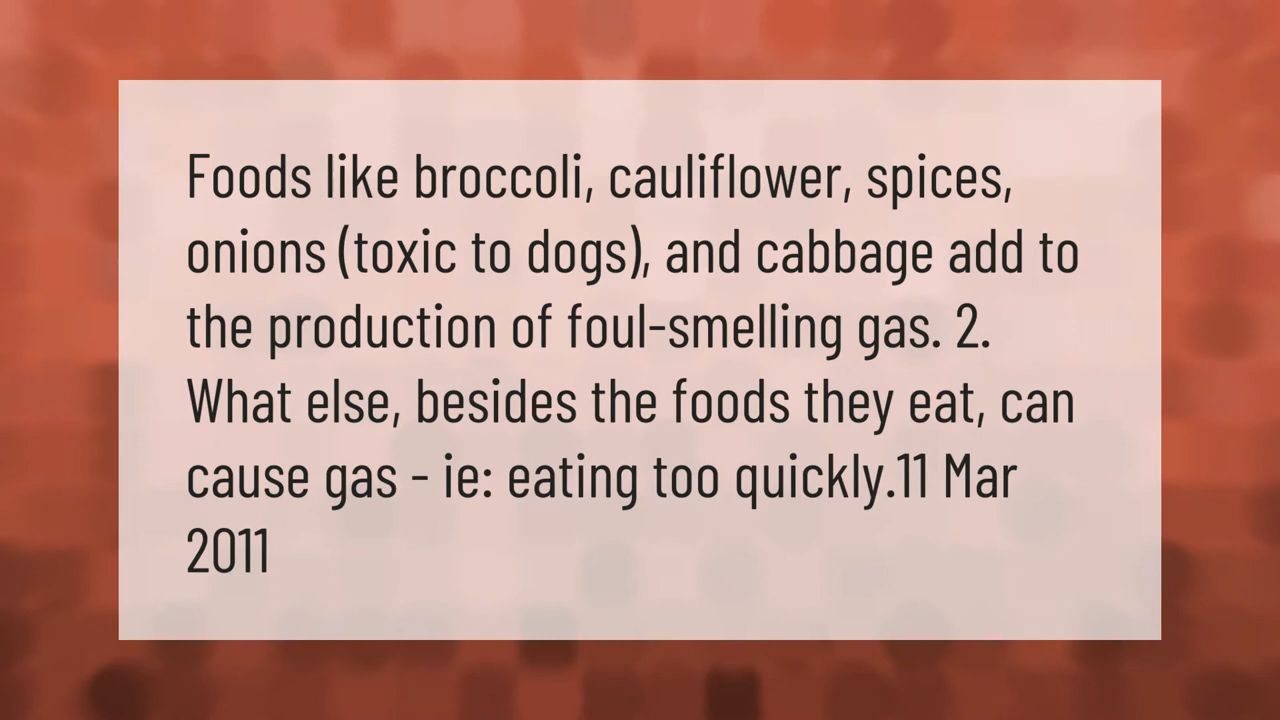 Foods like broccoli, cauliflower, spices,
onions (toxic to dogs), and cabbage add to
the production of foul-smelling gas. 2.
What else, besides the foods they eat, can
cause gas - ie: eating too quickly.11 Mar
2011